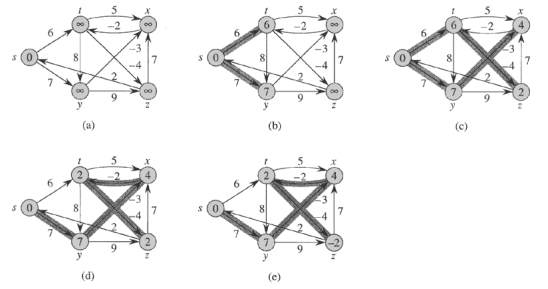 t 5 x
∞ -2 ∞
6
s 0 8 -3 7
-4
7 2
∞ 9 ∞
y z
(a)
t 5 x
6 -2 ∞
6
s 0 8 -3 7
-4
7 2
7 9 ∞
y z
(b)
t 5 x
6 -2 4
6
s 0 8 -3 7
-4
7 2
7 9 2
y z
(c)
t 5 x
2 -2 4
6
s 0 8 -3 7
-4
7 2
7 9 2
y z
(d)
t 5 x
2 -2 4
6
s 0 8 -3 7
-4
7 2
7 9 -2
y z
(e)